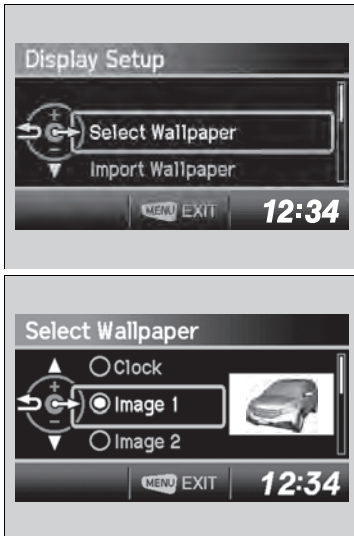 Display Setup
Select Wallpaper
Import Wallpaper
MENU EXIT
12:34
Select Wallpaper
Clock
Image 1
Image 2
MENU EXIT
12:34